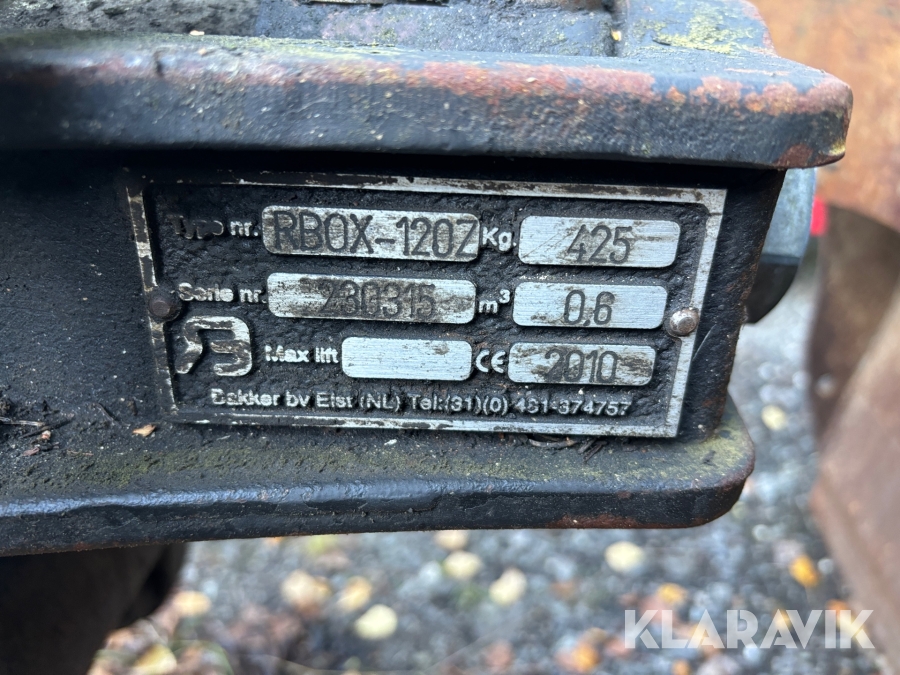 Type nr. RBOX-120Z Kg. 425
Serie nr. 230315 m³ 0,6
Max lift CE 2010
Bakker bv Elst (NL) Tel:(31)(0) 481-374757
KLARAVIK